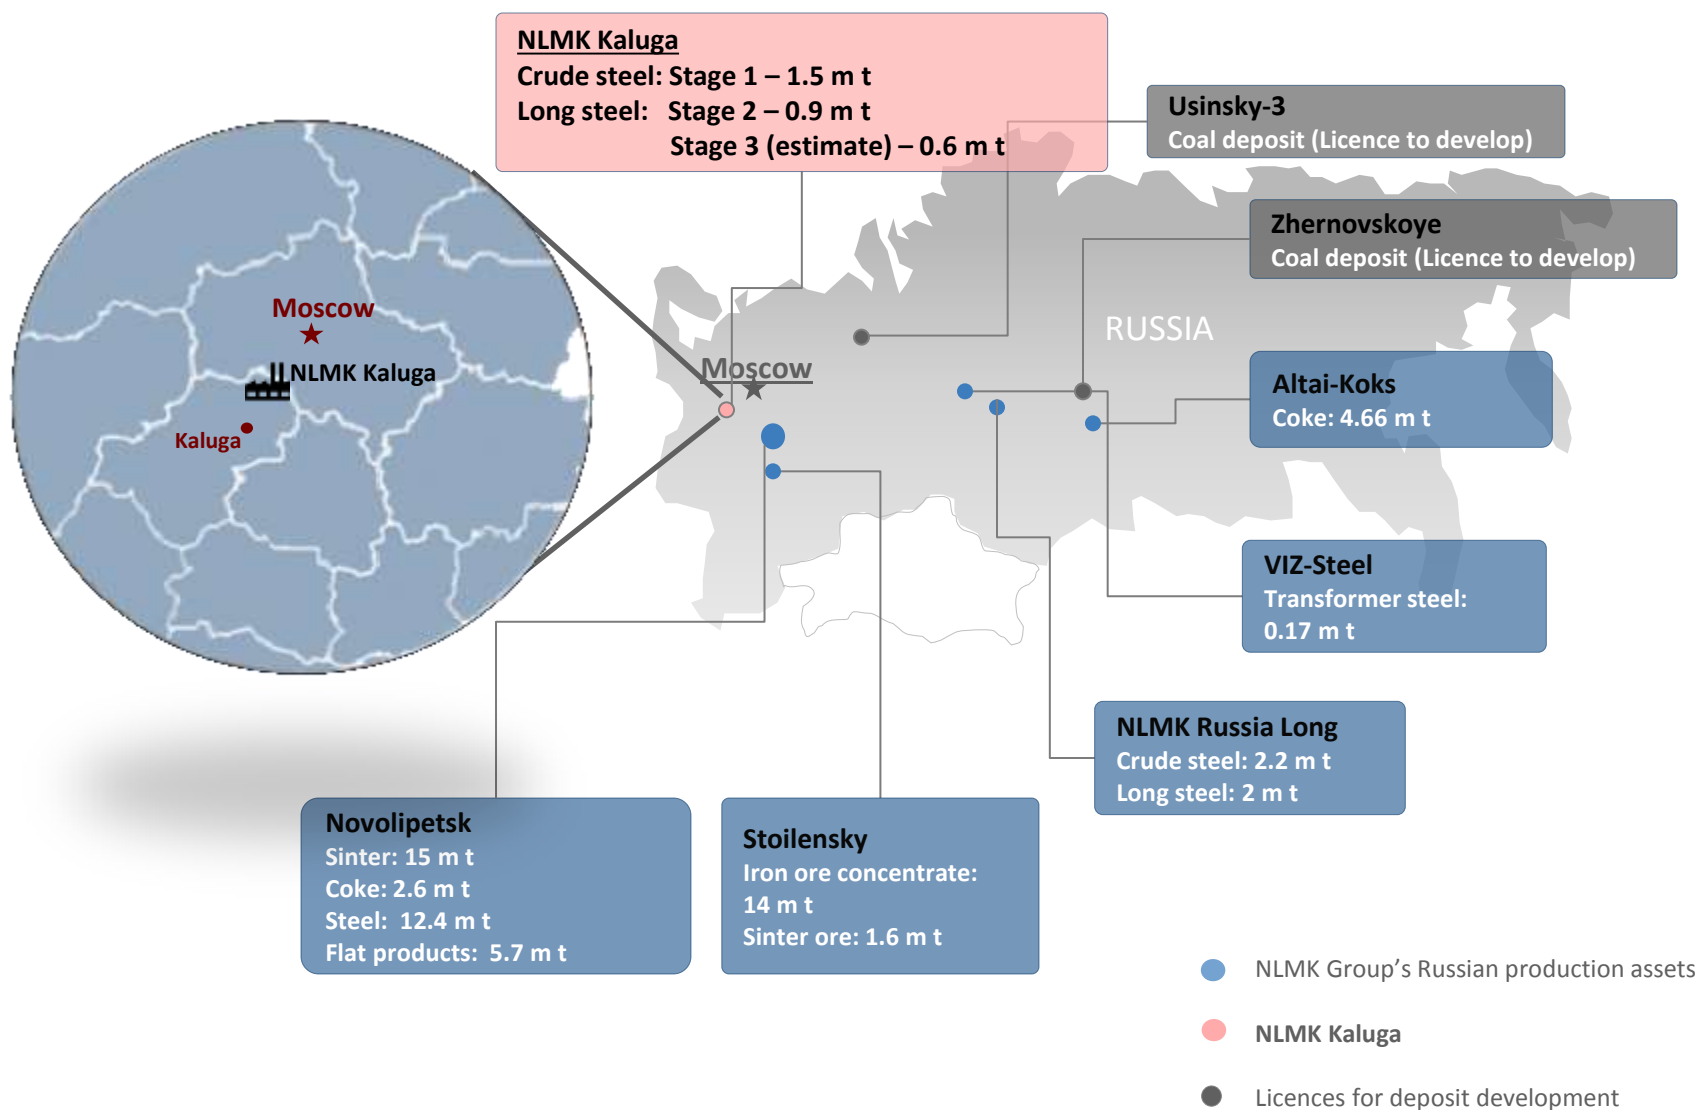 NLMK Kaluga
Crude steel: Stage 1 – 1.5 m t
Long steel: Stage 2 – 0.9 m t
Stage 3 (estimate) – 0.6 m t
Usinsky-3
Coal deposit (Licence to develop)
Zhernovskoye
Coal deposit (Licence to develop)
RUSSIA
Moscow
Moscow
NLMK Kaluga
Kaluga
Altai-Koks
Coke: 4.66 m t
VIZ-Steel
Transformer steel:
0.17 m t
NLMK Russia Long
Crude steel: 2.2 m t
Long steel: 2 m t
Novolipetsk
Sinter: 15 m t
Coke: 2.6 m t
Steel: 12.4 m t
Flat products: 5.7 m t
Stoilensky
Iron ore concentrate:
14 m t
Sinter ore: 1.6 m t
NLMK Group’s Russian production assets
NLMK Kaluga
Licences for deposit development